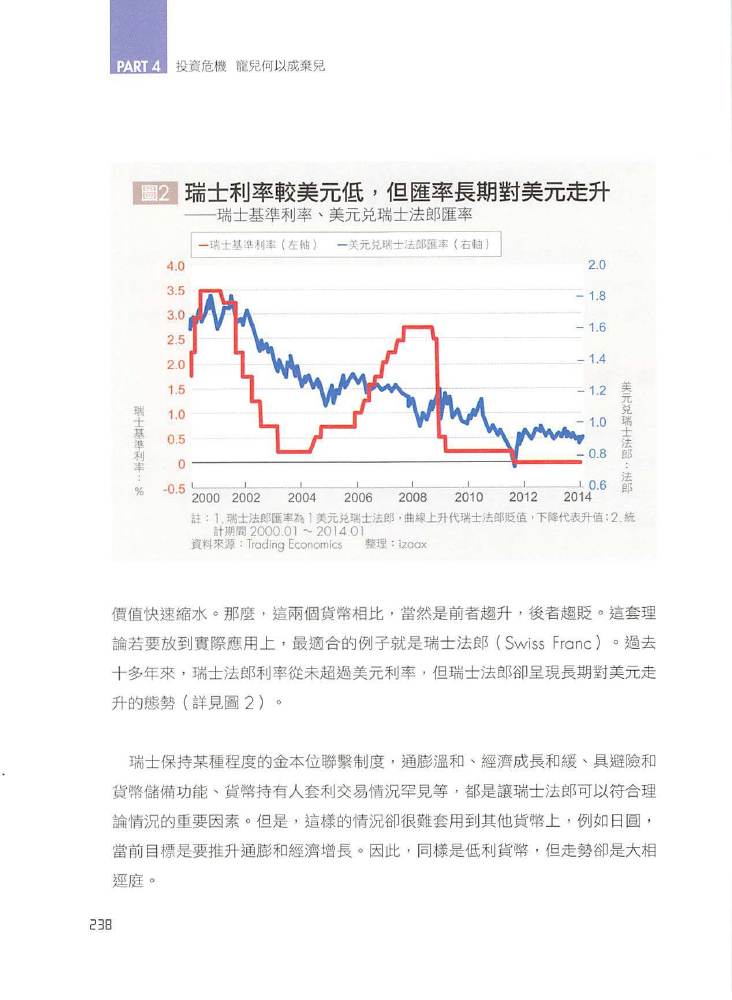 PART 4 投資危機 寵兒何以成棄兒
圖2 瑞士利率較美元低,但匯率長期對美元走升
——瑞士基準利率、美元兌瑞士法郎匯率
瑞士基準利率(左軸) 美元兌瑞士法郎匯率(右軸)
4.0
3.5
3.0
2.5
2.0
1.5
1.0
0.5
0
-0.5
瑞士基準利率:%
2.0
1.8
1.6
1.4
1.2
1.0
0.8
0.6
美元兌瑞士法郎:法郎
2000 2002 2004 2006 2008 2010 2012 2014
註:1.瑞士法郎匯率為1美元兌瑞士法郎,曲線上升代瑞士法郎貶值,下降代表升值;2.統
計期間2000.01~2014.01
資料來源:Trading Economics 整理:izaax
價值快速縮水。那麼,這兩個貨幣相比,當然是前者趨升,後者趨貶。這套理
論若要放到實際應用上,最適合的例子就是瑞士法郎(Swiss Franc)。過去
十多年來,瑞士法郎利率從未超過美元利率,但瑞士法郎卻呈現長期對美元走
升的態勢(詳見圖2)。
瑞士保持某種程度的金本位聯繫制度,通膨溫和、經濟成長和緩、具避險和
貨幣儲備功能、貨幣持有人套利交易情況罕見等,都是讓瑞士法郎可以符合理
論情況的重要因素。但是,這樣的情況卻很難套用到其他貨幣上,例如日圓,
當前目標是要推升通膨和經濟增長。因此,同樣是低利貨幣,但走勢卻是大相
逕庭。
238